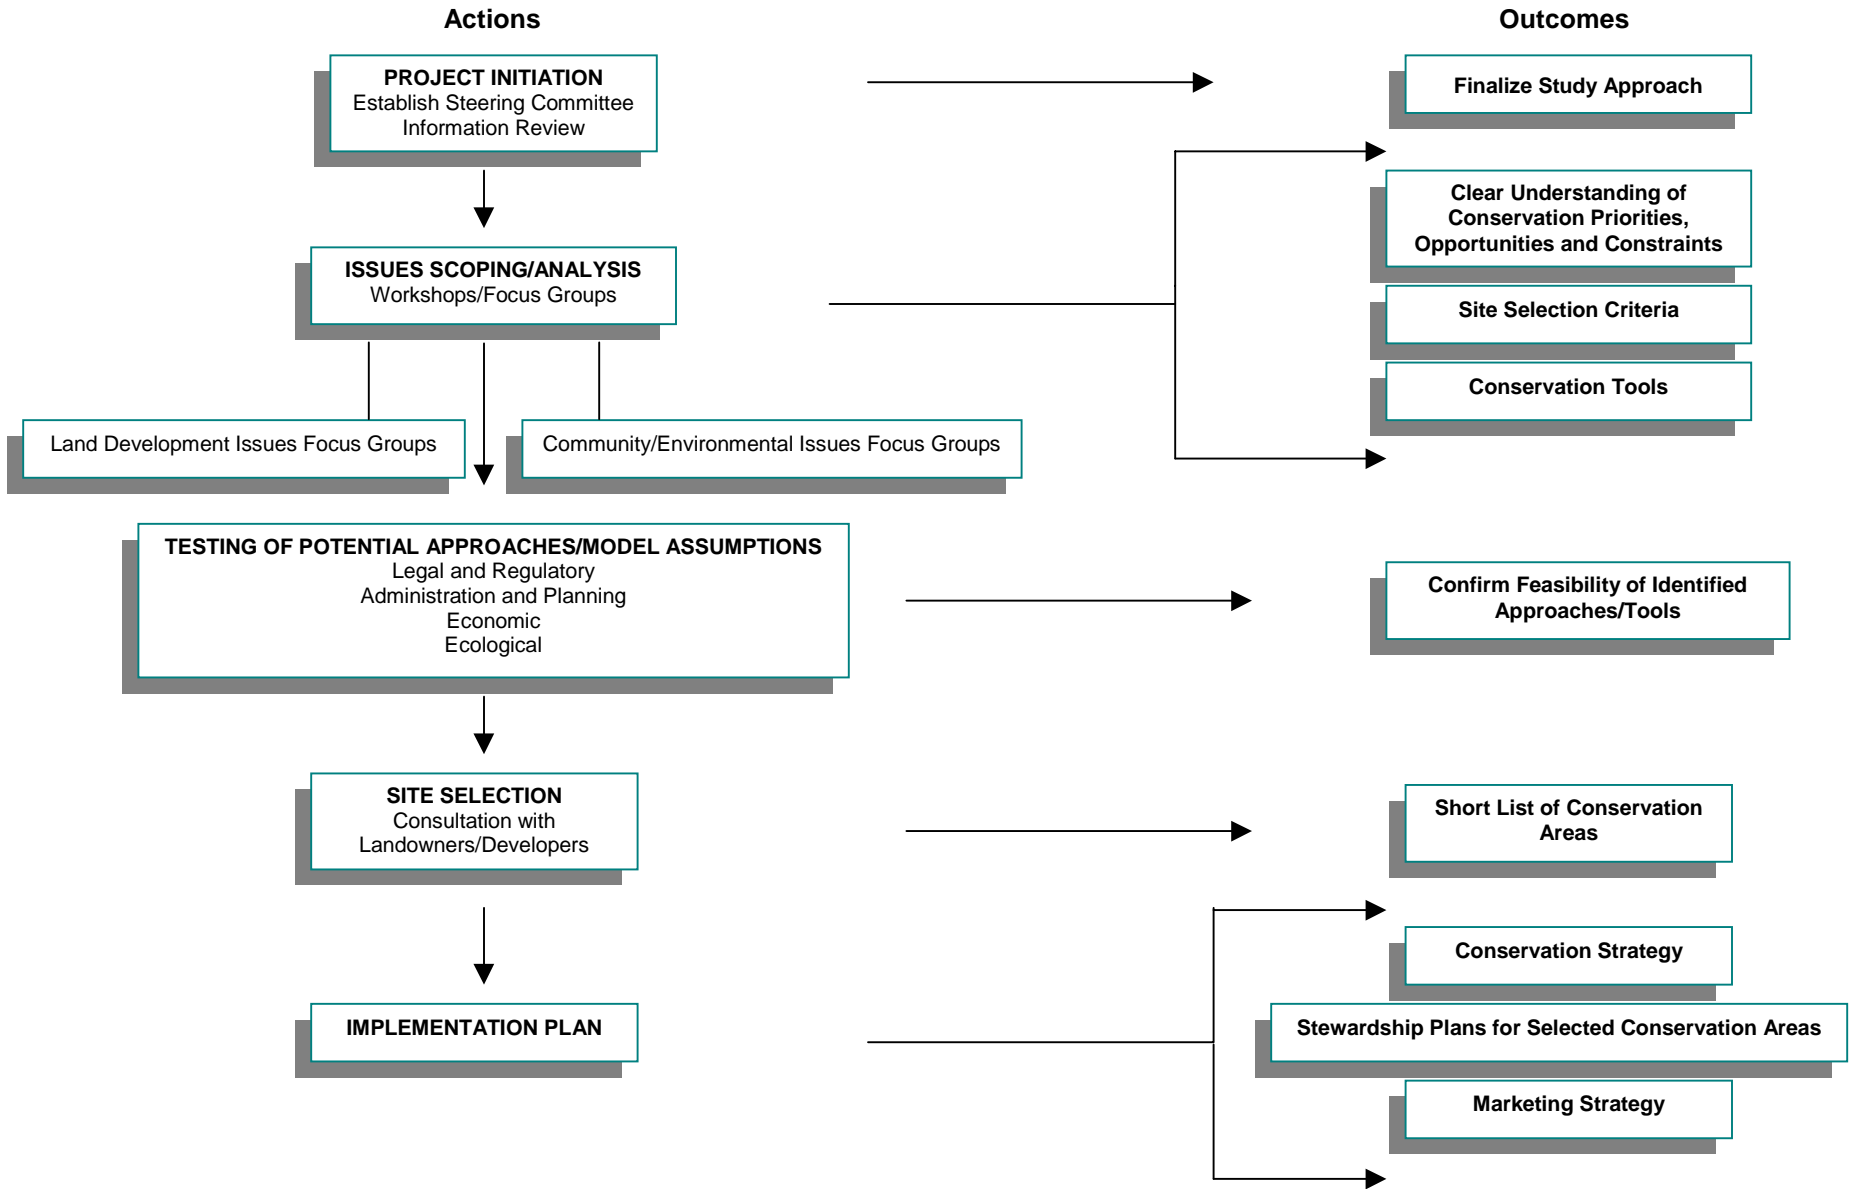 Actions
Outcomes
PROJECT INITIATION
Establish Steering Committee
Information Review
Finalize Study Approach
Clear Understanding of
Conservation Priorities,
Opportunities and Constraints
ISSUES SCOPING/ANALYSIS
Workshops/Focus Groups
Site Selection Criteria
Conservation Tools
Land Development Issues Focus Groups
Community/Environmental Issues Focus Groups
TESTING OF POTENTIAL APPROACHES/MODEL ASSUMPTIONS
Legal and Regulatory
Administration and Planning
Economic
Ecological
Confirm Feasibility of Identified
Approaches/Tools
SITE SELECTION
Consultation with
Landowners/Developers
Short List of Conservation
Areas
Conservation Strategy
IMPLEMENTATION PLAN
Stewardship Plans for Selected Conservation Areas
Marketing Strategy